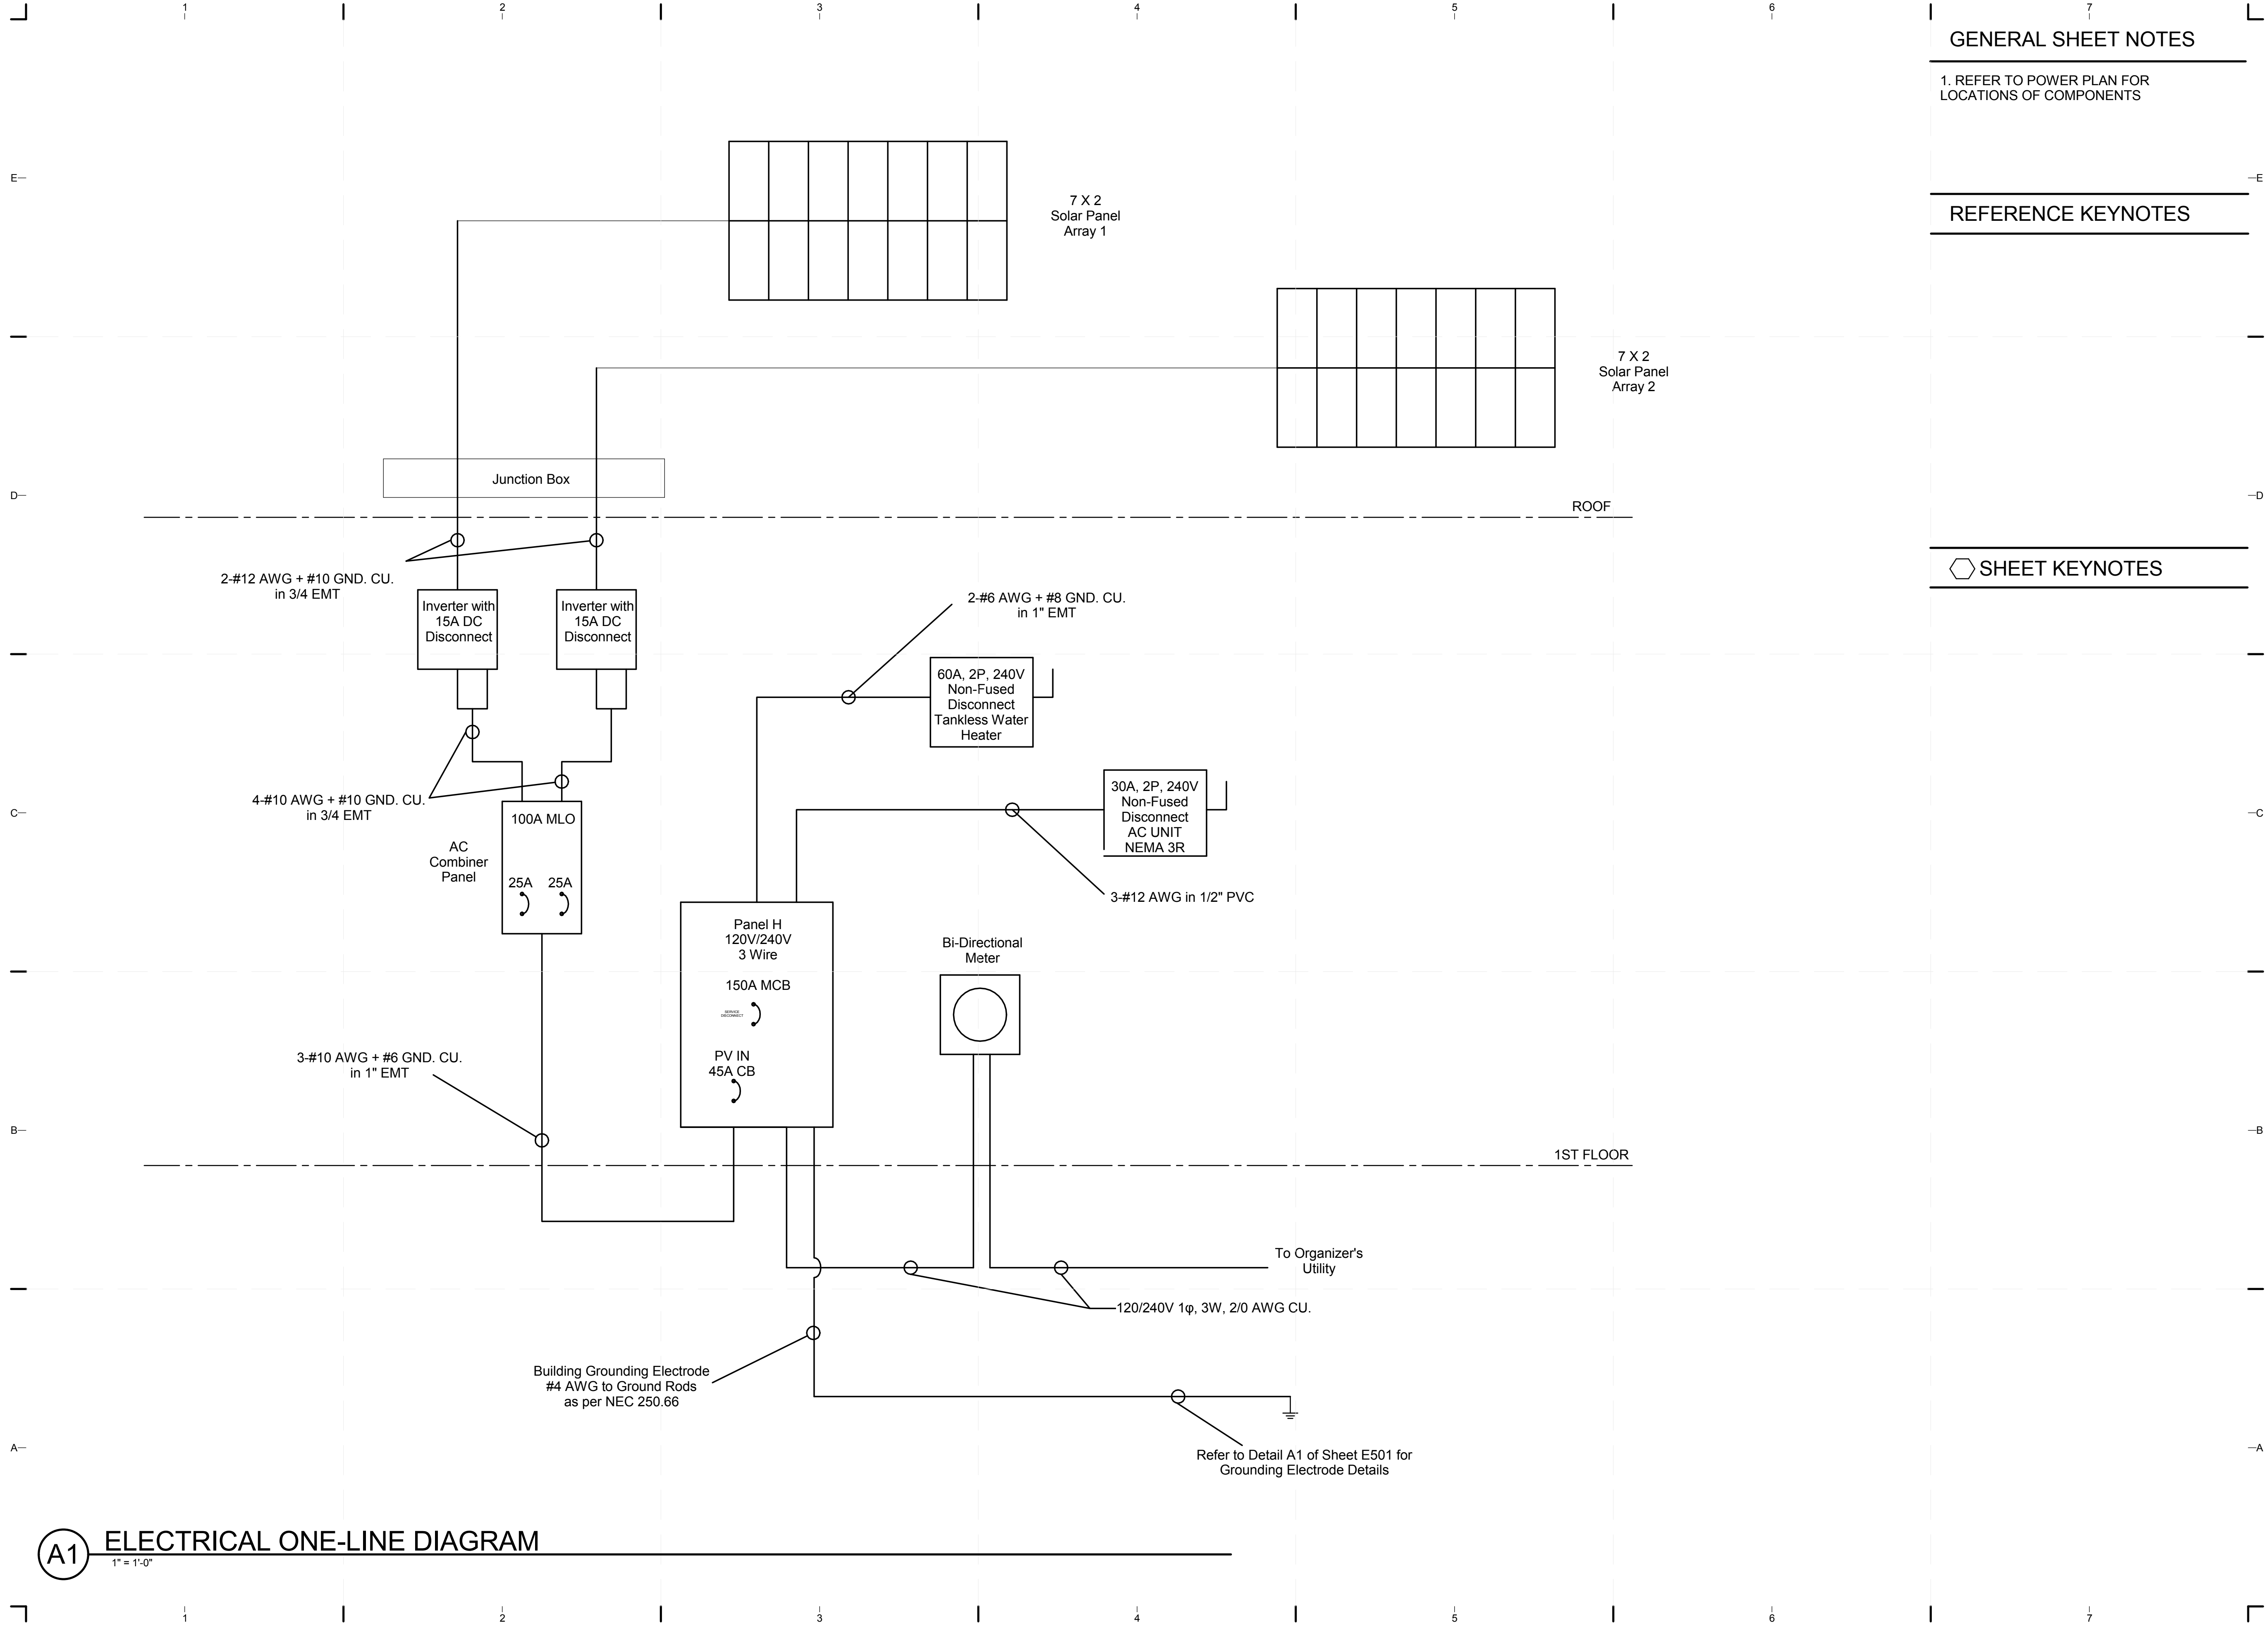 1 2 3 4 5 6 7
GENERAL SHEET NOTES
1. REFER TO POWER PLAN FOR
LOCATIONS OF COMPONENTS
E
E
7 X 2
Solar Panel
Array 1
REFERENCE KEYNOTES
7 X 2
Solar Panel
Array 2
Junction Box
D
D
ROOF
SHEET KEYNOTES
2-#12 AWG + #10 GND. CU.
in 3/4 EMT
Inverter with
15A DC
Disconnect
Inverter with
15A DC
Disconnect
2-#6 AWG + #8 GND. CU.
in 1" EMT
60A, 2P, 240V
Non-Fused
Disconnect
Tankless Water
Heater
30A, 2P, 240V
Non-Fused
Disconnect
AC UNIT
NEMA 3R
4-#10 AWG + #10 GND. CU.
in 3/4 EMT
C
C
100A MLO
AC
Combiner
Panel
25A 25A
3-#12 AWG in 1/2" PVC
Panel H
120V/240V
3 Wire
150A MCB
SERVICE
DISCONNECT
PV IN
45A CB
Bi-Directional
Meter
3-#10 AWG + #6 GND. CU.
in 1" EMT
B
B
1ST FLOOR
To Organizer's
Utility
120/240V 1φ, 3W, 2/0 AWG CU.
Building Grounding Electrode
#4 AWG to Ground Rods
as per NEC 250.66
A
A
Refer to Detail A1 of Sheet E501 for
Grounding Electrode Details
A1
ELECTRICAL ONE-LINE DIAGRAM
1" = 1'-0"
1 2 3 4 5 6 7